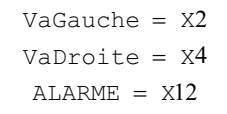 VaGauche = X2
VaDroite = X4
ALARME = X12